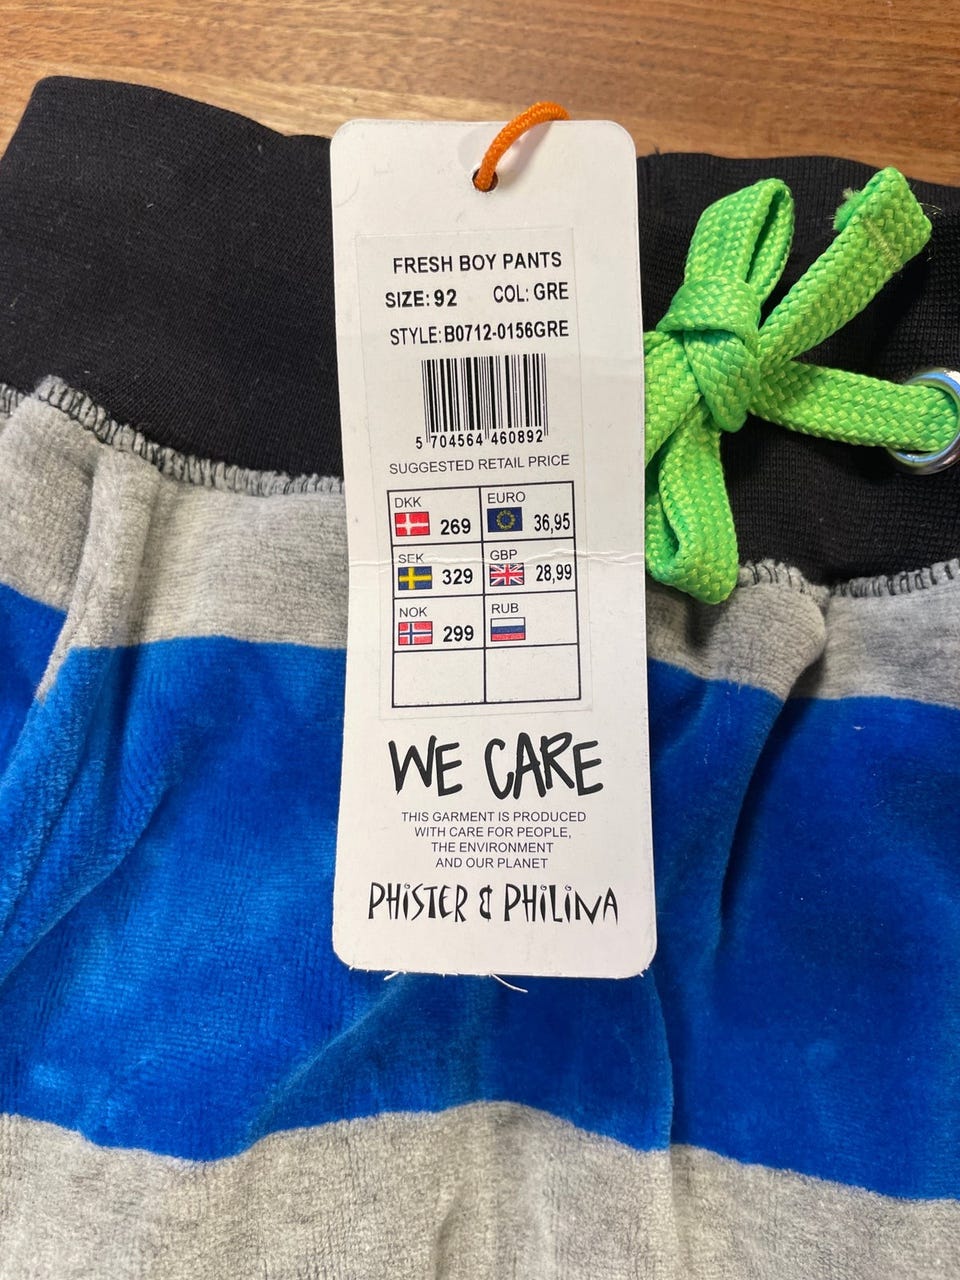 FRESH BOY PANTS
SIZE: 92 COL: GRE
STYLE: B0712-0156GRE
5 704564 460892
SUGGESTED RETAIL PRICE
DKK 269 EURO 36,95
SEK 329 GBP 28,99
NOK 299 RUB
WE CARE
THIS GARMENT IS PRODUCED
WITH CARE FOR PEOPLE,
THE ENVIRONMENT
AND OUR PLANET
PHISTER & PHILINA